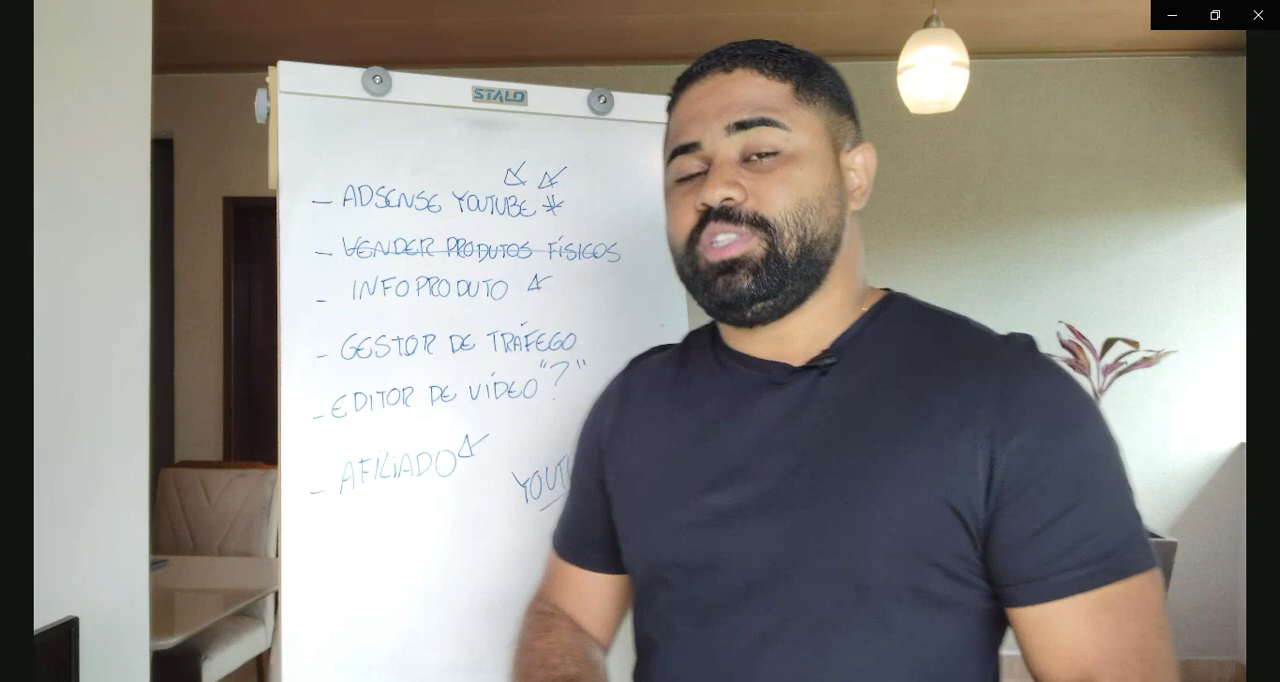 STALO
- ADSENSE YOUTUBE *
- VENDER PRODUTOS FÍSICOS
- INFOPRODUTO
- GESTOR DE TRÁFEGO
- EDITOR DE VÍDEO "?"
- AFILIADO